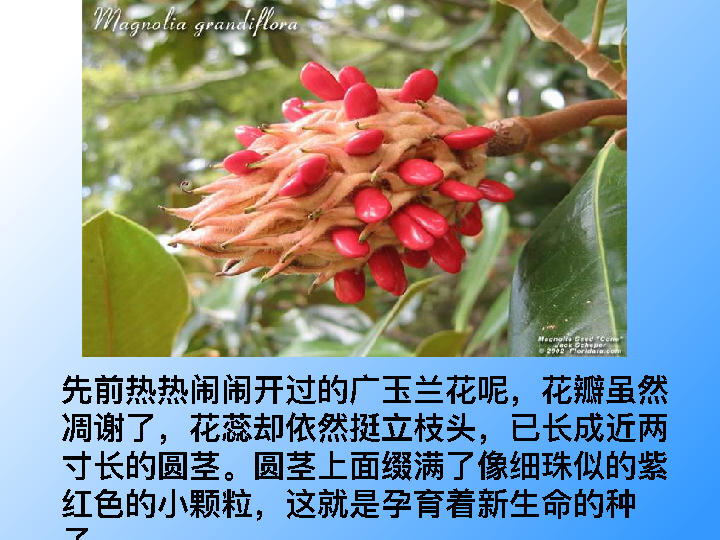 Magnolia grandiflora
Magnolia Seed "Cone"
Jack Scheper
© 2002 Floridata.com
先前热热闹闹开过的广玉兰花呢，花瓣虽然
凋谢了，花蕊却依然挺立枝头，已长成近两
寸长的圆茎。圆茎上面缀满了像细珠似的紫
红色的小颗粒，这就是孕育着新生命的种
子